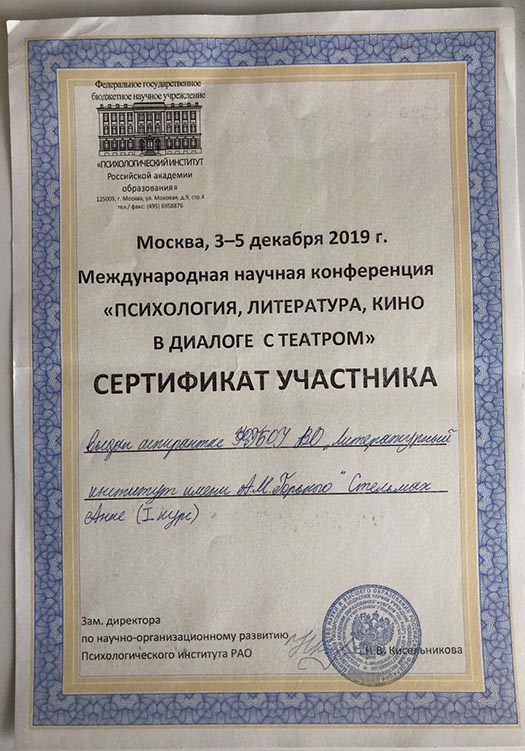 Федеральное государственное
бюджетное научное учреждение
«ПСИХОЛОГИЧЕСКИЙ ИНСТИТУТ
Российской академии
образования»
125009, г. Москва, ул. Моховая, д.9, стр.4
тел./ факс: (495) 6958876
Москва, 3–5 декабря 2019 г.
Международная научная конференция
«ПСИХОЛОГИЯ, ЛИТЕРАТУРА, КИНО
В ДИАЛОГЕ С ТЕАТРОМ»
СЕРТИФИКАТ УЧАСТНИКА
выдан аспирантке ФГБОУ ВО „Литературный
институт имени А.М. Горького" Стельмах
Анне (I курс)
Зам. директора
по научно-организационному развитию
Психологического института РАО
Н.В. Кисельникова